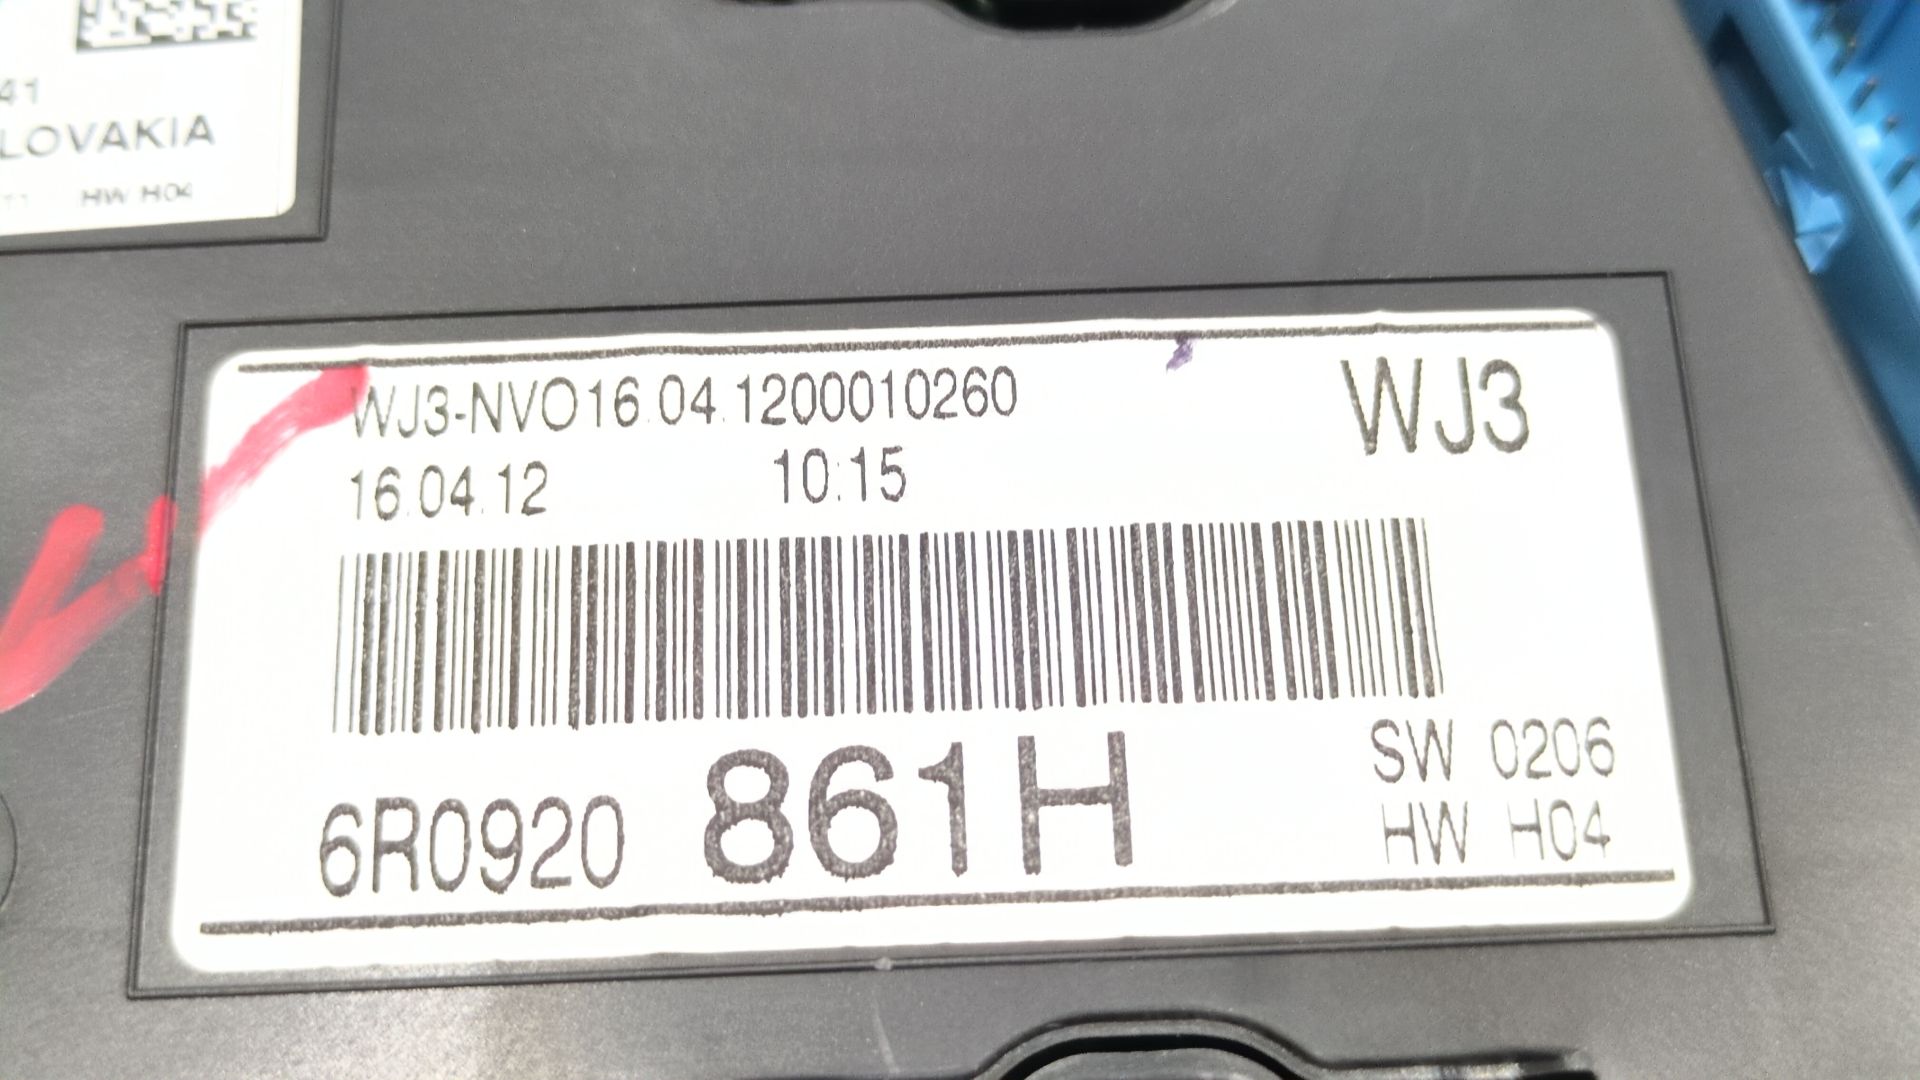 41
LOVAKIA
HW H04
WJ3-NVO16.04.1200010260
WJ3
16.04.12 10:15
6R0920 861H
SW 0206
HW H04